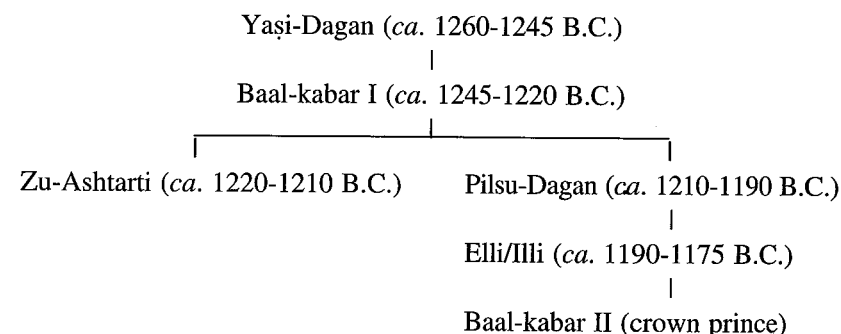 Yaṣi-Dagan (ca. 1260-1245 B.C.)
Baal-kabar I (ca. 1245-1220 B.C.)
Zu-Ashtarti (ca. 1220-1210 B.C.) Pilsu-Dagan (ca. 1210-1190 B.C.)
Elli/Illi (ca. 1190-1175 B.C.)
Baal-kabar II (crown prince)